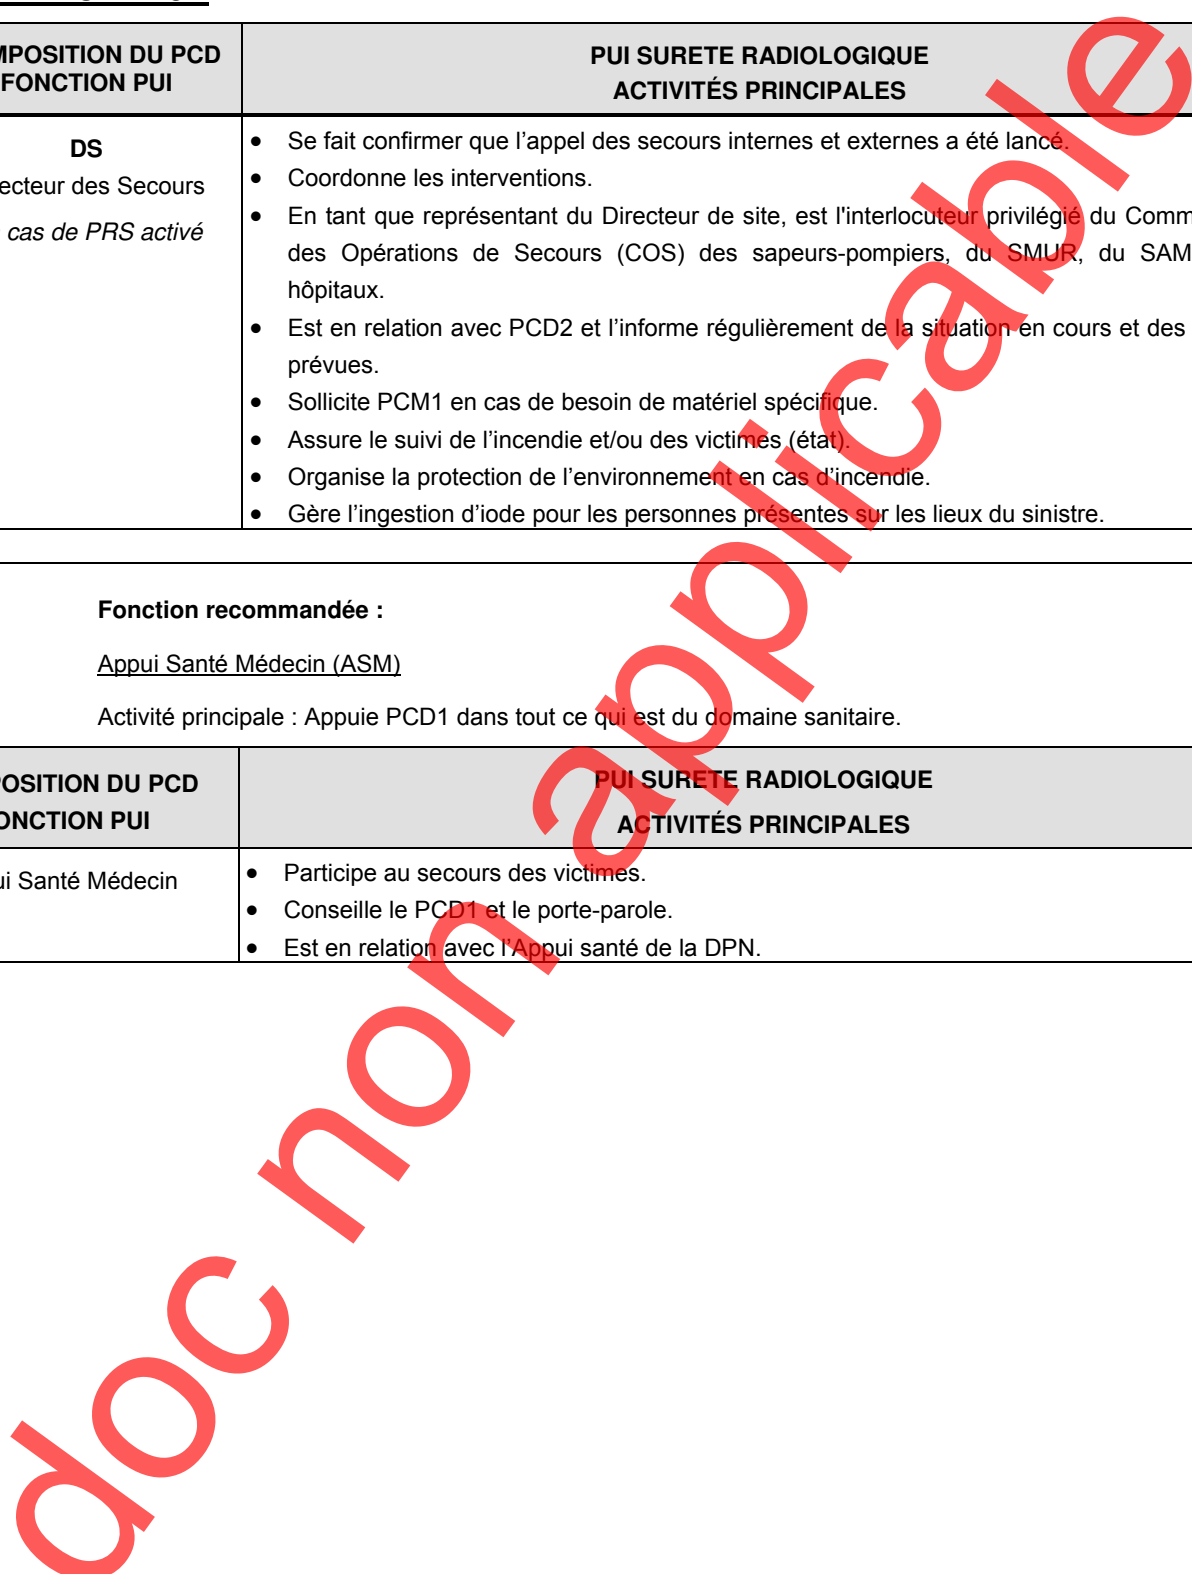 MPOSITION DU PCD
FONCTION PUI
PUI SURETE RADIOLOGIQUE
ACTIVITÉS PRINCIPALES
DS
ecteur des Secours
cas de PRS activé
• Se fait confirmer que l’appel des secours internes et externes a été lancé.
• Coordonne les interventions.
• En tant que représentant du Directeur de site, est l'interlocuteur privilégié du Comm
des Opérations de Secours (COS) des sapeurs-pompiers, du SMUR, du SAM
hôpitaux.
• Est en relation avec PCD2 et l’informe régulièrement de la situation en cours et des
prévues.
• Sollicite PCM1 en cas de besoin de matériel spécifique.
• Assure le suivi de l’incendie et/ou des victimes (état).
• Organise la protection de l’environnement en cas d’incendie.
• Gère l’ingestion d’iode pour les personnes présentes sur les lieux du sinistre.
Fonction recommandée :
Appui Santé Médecin (ASM)
Activité principale : Appuie PCD1 dans tout ce qui est du domaine sanitaire.
POSITION DU PCD
ONCTION PUI
PUI SURETE RADIOLOGIQUE
ACTIVITÉS PRINCIPALES
ui Santé Médecin
• Participe au secours des victimes.
• Conseille le PCD1 et le porte-parole.
• Est en relation avec l’Appui santé de la DPN.
doc non applicable